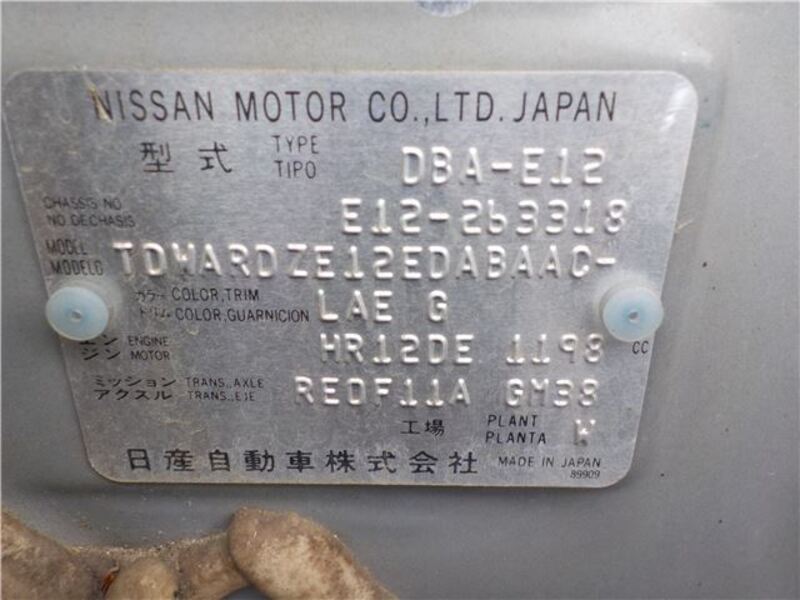 NISSAN MOTOR CO.,LTD. JAPAN
型式 TYPE TIPO DBA-E12
CHASSIS NO
NO DE CHASIS E12-263318
MODEL
MODELO TDWARDZE12EDABAAC-
カラー COLOR,TRIM
トリム COLOR,GUARNICION LAE G
エンジン ENGINE MOTOR HR12DE 1198 CC
ミッション TRANS.,AXLE
アクスル TRANS.,EJE RE0F11A GM38
工場 PLANT PLANTA W
日産自動車株式会社 MADE IN JAPAN
89909